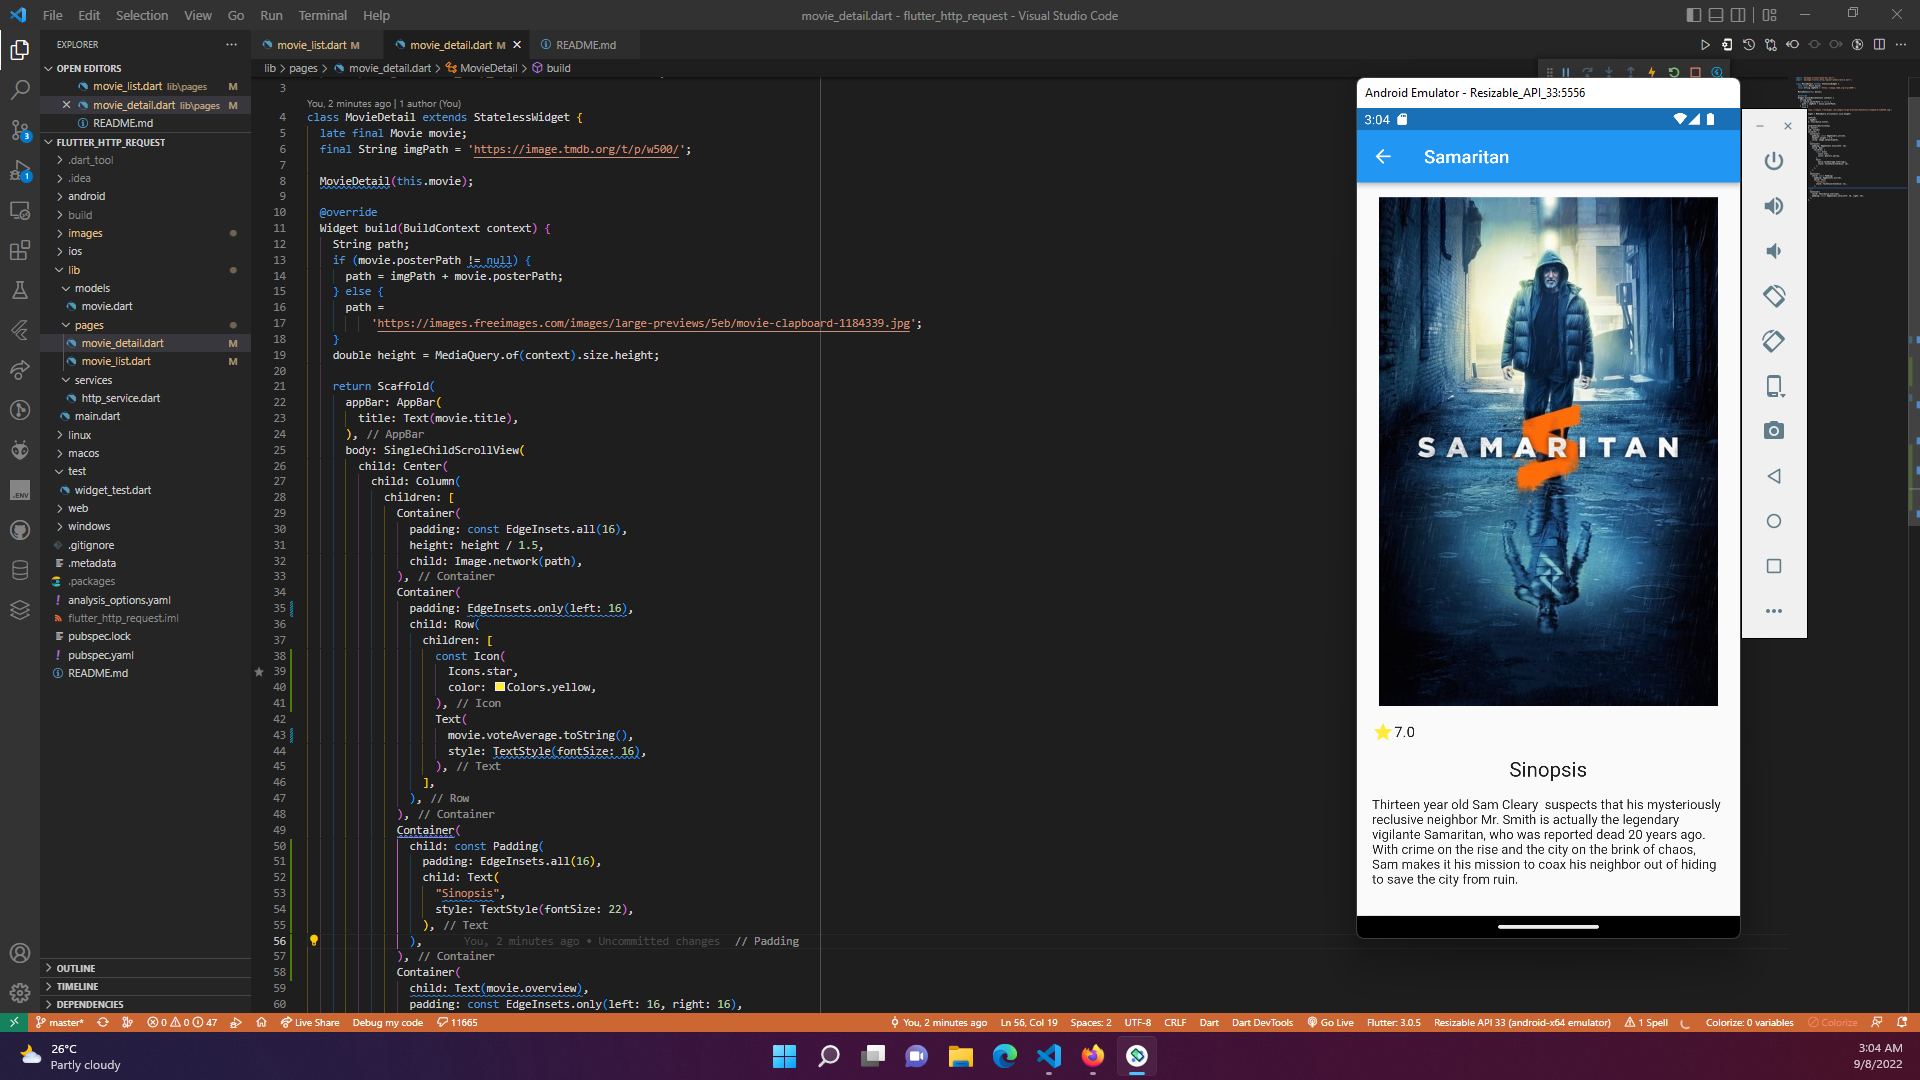 File Edit Selection View Go Run Terminal Help
movie_detail.dart - flutter_http_request - Visual Studio Code
EXPLORER
OPEN EDITORS
movie_list.dart lib\pages M
movie_detail.dart lib\pages M
README.md
FLUTTER_HTTP_REQUEST
.dart_tool
.idea
android
build
images
ios
lib
models
movie.dart
pages
movie_detail.dart M
movie_list.dart M
services
http_service.dart
main.dart
linux
macos
test
widget_test.dart
web
windows
.gitignore
.metadata
.packages
analysis_options.yaml
flutter_http_request.iml
pubspec.lock
pubspec.yaml
README.md
OUTLINE
TIMELINE
DEPENDENCIES
movie_list.dart M movie_detail.dart M README.md
lib > pages > movie_detail.dart > MovieDetail > build
3
You, 2 minutes ago | 1 author (You)
4 class MovieDetail extends StatelessWidget {
5 late final Movie movie;
6 final String imgPath = 'https://image.tmdb.org/t/p/w500/';
7
8 MovieDetail(this.movie);
9
10 @override
11 Widget build(BuildContext context) {
12 String path;
13 if (movie.posterPath != null) {
14 path = imgPath + movie.posterPath;
15 } else {
16 path =
17 'https://images.freeimages.com/images/large-previews/5eb/movie-clapboard-1184339.jpg';
18 }
19 double height = MediaQuery.of(context).size.height;
20
21 return Scaffold(
22 appBar: AppBar(
23 title: Text(movie.title),
24 ), // AppBar
25 body: SingleChildScrollView(
26 child: Center(
27 child: Column(
28 children: [
29 Container(
30 padding: const EdgeInsets.all(16),
31 height: height / 1.5,
32 child: Image.network(path),
33 ), // Container
34 Container(
35 padding: EdgeInsets.only(left: 16),
36 child: Row(
37 children: [
38 const Icon(
39 Icons.star,
40 color: Colors.yellow,
41 ), // Icon
42 Text(
43 movie.voteAverage.toString(),
44 style: TextStyle(fontSize: 16),
45 ), // Text
46 ],
47 ), // Row
48 ), // Container
49 Container(
50 child: const Padding(
51 padding: EdgeInsets.all(16),
52 child: Text(
53 "Sinopsis",
54 style: TextStyle(fontSize: 22),
55 ), // Text
56 ), You, 2 minutes ago • Uncommitted changes // Padding
57 ), // Container
58 Container(
59 child: Text(movie.overview),
60 padding: const EdgeInsets.only(left: 16, right: 16),
Android Emulator - Resizable_API_33:5556
3:04
Samaritan
SAMARITAN
7.0
Sinopsis
Thirteen year old Sam Cleary suspects that his mysteriously
reclusive neighbor Mr. Smith is actually the legendary
vigilante Samaritan, who was reported dead 20 years ago.
With crime on the rise and the city on the brink of chaos,
Sam makes it his mission to coax his neighbor out of hiding
to save the city from ruin.
3
1
.ENV
master* 0 0 47 Live Share Debug my code 11665 You, 2 minutes ago Ln 56, Col 19 Spaces: 2 UTF-8 CRLF Dart Dart DevTools Go Live Flutter: 3.0.5 Resizable API 33 (android-x64 emulator) 1 Spell Colorize: 0 variables Colorize
26°C
Partly cloudy
3:04 AM
9/8/2022